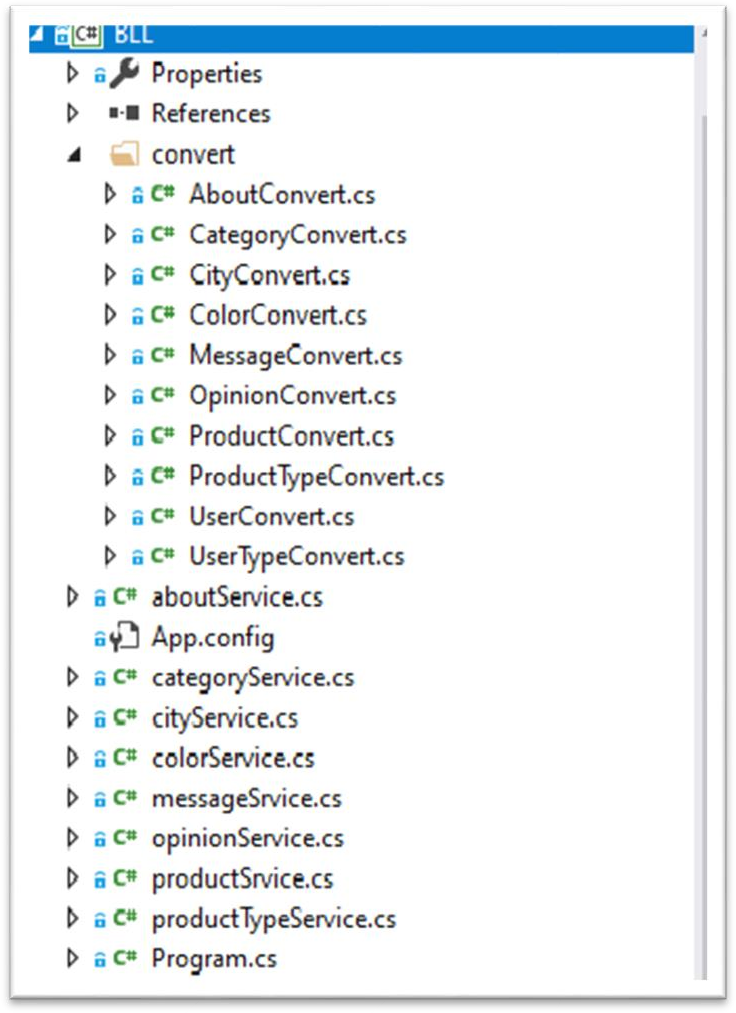 C# BLL
Properties
References
convert
C# AboutConvert.cs
C# CategoryConvert.cs
C# CityConvert.cs
C# ColorConvert.cs
C# MessageConvert.cs
C# OpinionConvert.cs
C# ProductConvert.cs
C# ProductTypeConvert.cs
C# UserConvert.cs
C# UserTypeConvert.cs
C# aboutService.cs
App.config
C# categoryService.cs
C# cityService.cs
C# colorService.cs
C# messageSrvice.cs
C# opinionService.cs
C# productSrvice.cs
C# productTypeService.cs
C# Program.cs